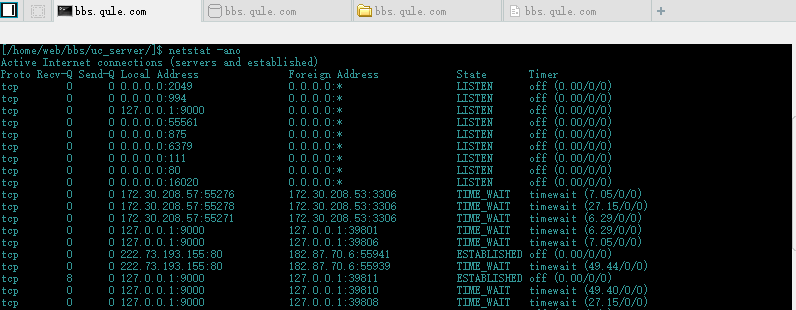 bbs.qule.com bbs.qule.com bbs.qule.com bbs.qule.com +
[/home/web/bbs/uc_server/]$ netstat -ano
Active Internet connections (servers and established)
Proto Recv-Q Send-Q Local Address Foreign Address State Timer
tcp 0 0 0.0.0.0:2049 0.0.0.0:* LISTEN off (0.00/0/0)
tcp 0 0 0.0.0.0:994 0.0.0.0:* LISTEN off (0.00/0/0)
tcp 0 0 127.0.0.1:9000 0.0.0.0:* LISTEN off (0.00/0/0)
tcp 0 0 0.0.0.0:55561 0.0.0.0:* LISTEN off (0.00/0/0)
tcp 0 0 0.0.0.0:875 0.0.0.0:* LISTEN off (0.00/0/0)
tcp 0 0 0.0.0.0:6379 0.0.0.0:* LISTEN off (0.00/0/0)
tcp 0 0 0.0.0.0:111 0.0.0.0:* LISTEN off (0.00/0/0)
tcp 0 0 0.0.0.0:80 0.0.0.0:* LISTEN off (0.00/0/0)
tcp 0 0 0.0.0.0:16020 0.0.0.0:* LISTEN off (0.00/0/0)
tcp 0 0 172.30.208.57:55276 172.30.208.53:3306 TIME_WAIT timewait (7.05/0/0)
tcp 0 0 172.30.208.57:55278 172.30.208.53:3306 TIME_WAIT timewait (27.15/0/0)
tcp 0 0 172.30.208.57:55271 172.30.208.53:3306 TIME_WAIT timewait (6.29/0/0)
tcp 0 0 127.0.0.1:9000 127.0.0.1:39801 TIME_WAIT timewait (6.29/0/0)
tcp 0 0 127.0.0.1:9000 127.0.0.1:39806 TIME_WAIT timewait (7.05/0/0)
tcp 0 0 222.73.193.155:80 182.87.70.6:55941 ESTABLISHED off (0.00/0/0)
tcp 0 0 222.73.193.155:80 182.87.70.6:55939 TIME_WAIT timewait (49.44/0/0)
tcp 8 0 127.0.0.1:9000 127.0.0.1:39811 ESTABLISHED off (0.00/0/0)
tcp 0 0 127.0.0.1:9000 127.0.0.1:39810 TIME_WAIT timewait (49.40/0/0)
tcp 0 0 127.0.0.1:9000 127.0.0.1:39808 TIME_WAIT timewait (27.15/0/0)